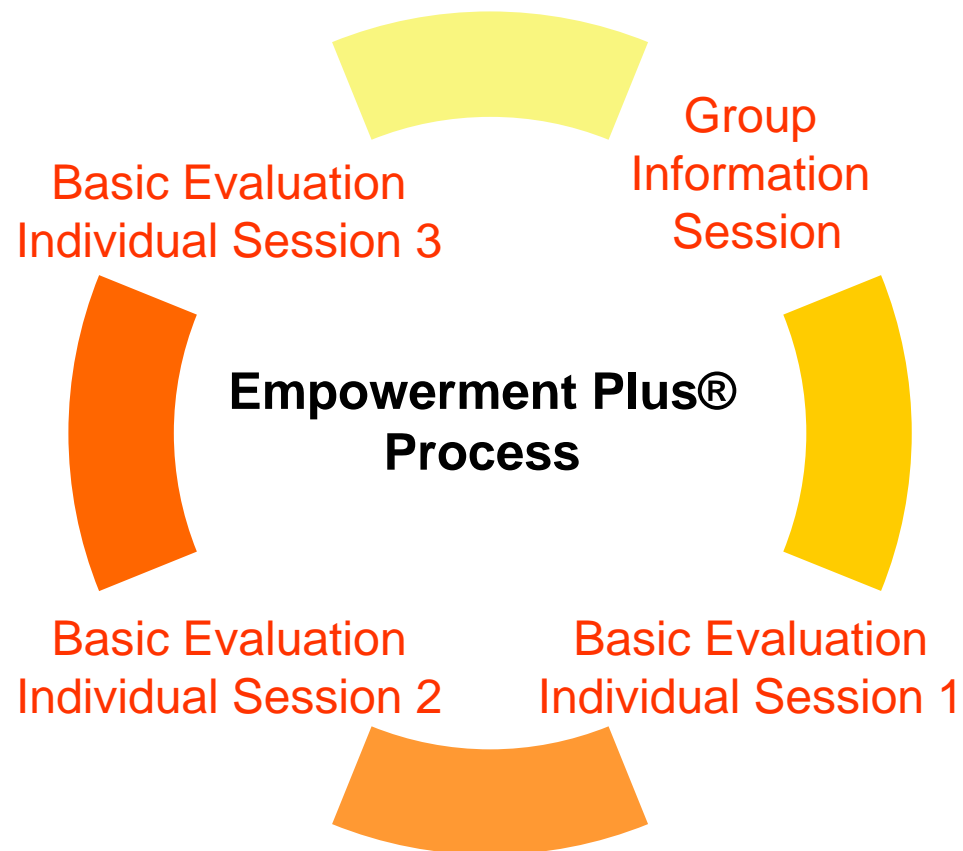 Group
Information
Session
Basic Evaluation
Individual Session 3
Empowerment Plus®
Process
Basic Evaluation
Individual Session 2
Basic Evaluation
Individual Session 1